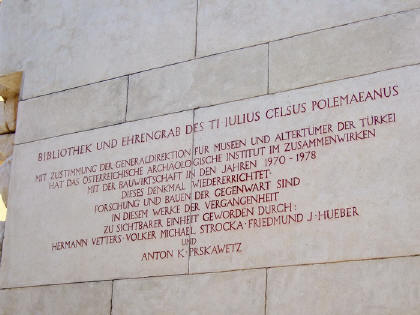 BIBLIOTHEK UND EHRENGRAB DES TI IULIUS CELSUS POLEMAEANUS
MIT ZUSTIMMUNG DER GENERALDIREKTION FÜR MUSEEN UND ALTERTÜMER DER TÜRKEI
HAT DAS ÖSTERREICHISCHE ARCHÄOLOGISCHE INSTITUT IM ZUSAMMENWIRKEN
MIT DER BAUWIRTSCHAFT IN DEN JAHREN 1970-1978
DIESES DENKMAL WIEDERERRICHTET.
FORSCHUNG UND BAUEN DER GEGENWART SIND
IN DIESEM WERKE DER VERGANGENHEIT
ZU SICHTBARER EINHEIT GEWORDEN DURCH:
HERMANN VETTERS·VOLKER MICHAEL STROCKA·FRIEDMUND J·HUEBER
UND
ANTON K·PRSKAWETZ